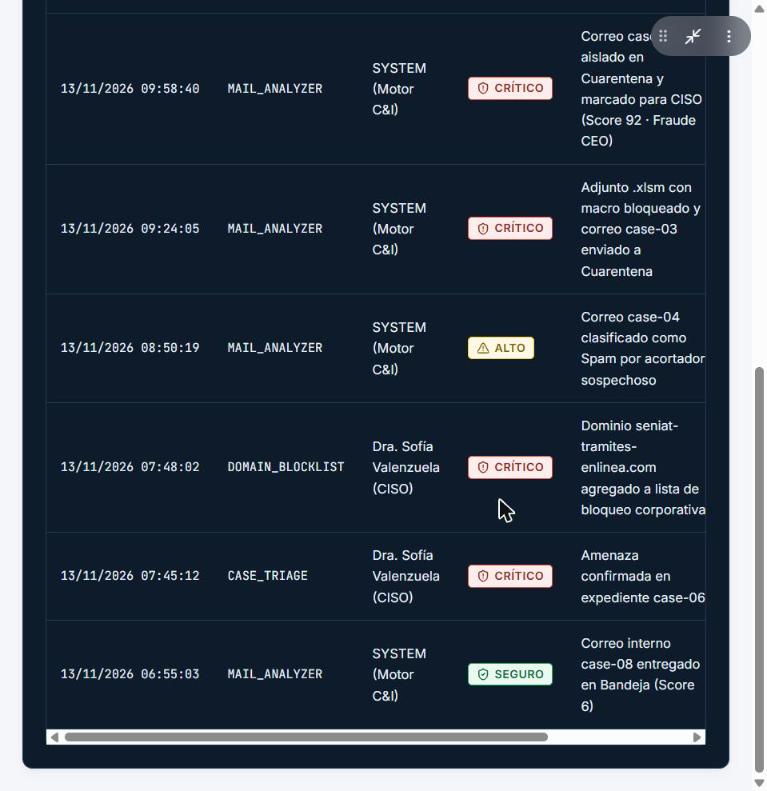 Correo case
aislado en
Cuarentena y
marcado para CISO
(Score 92 · Fraude
CEO)
13/11/2026 09:58:40
MAIL_ANALYZER
SYSTEM
(Motor
C&I)
CRÍTICO
Adjunto .xlsm con
macro bloqueado y
correo case-03
enviado a
Cuarentena
13/11/2026 09:24:05
MAIL_ANALYZER
SYSTEM
(Motor
C&I)
CRÍTICO
Correo case-04
clasificado como
Spam por acortador
sospechoso
13/11/2026 08:50:19
MAIL_ANALYZER
SYSTEM
(Motor
C&I)
ALTO
Dominio seniat-
tramites-
enlinea.com
agregado a lista de
bloqueo corporativa
13/11/2026 07:48:02
DOMAIN_BLOCKLIST
Dra. Sofía
Valenzuela
(CISO)
CRÍTICO
Amenaza
confirmada en
expediente case-06
13/11/2026 07:45:12
CASE_TRIAGE
Dra. Sofía
Valenzuela
(CISO)
CRÍTICO
Correo interno
case-08 entregado
en Bandeja (Score
6)
13/11/2026 06:55:03
MAIL_ANALYZER
SYSTEM
(Motor
C&I)
SEGURO